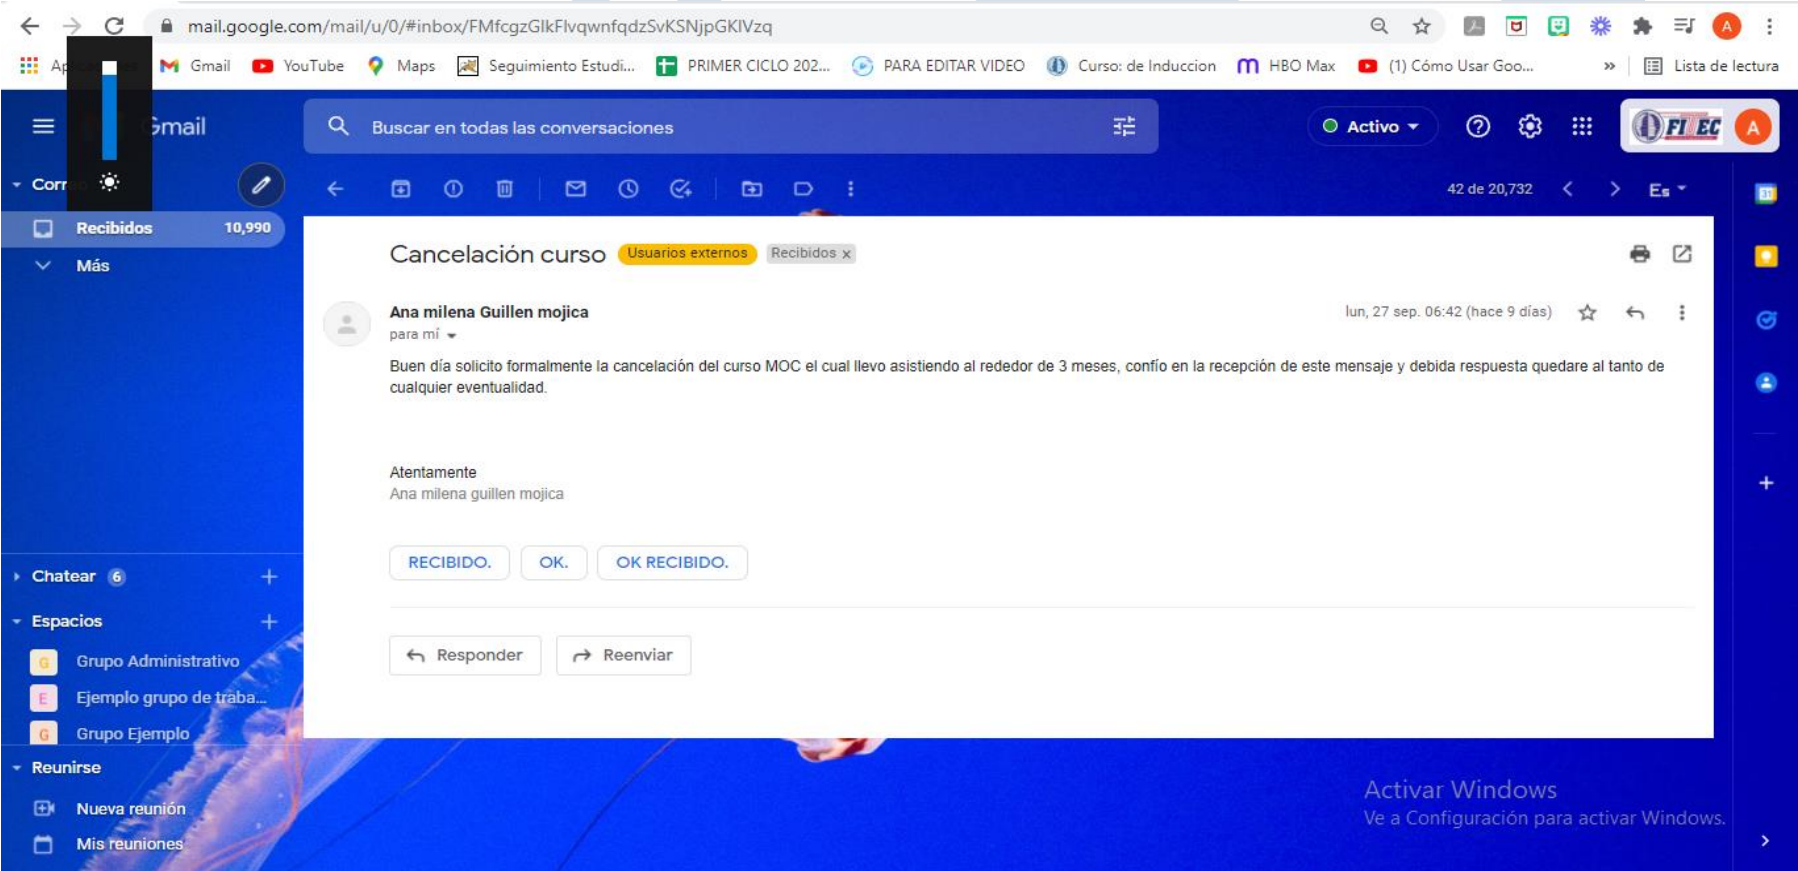 mail.google.com/mail/u/0/#inbox/FMfcgzGlkFlvqwnfqdzSvKSNjpGKlVzq
A
Gmail
YouTube
Maps
Seguimiento Estudi...
PRIMER CICLO 202...
PARA EDITAR VIDEO
Curso: de Induccion
HBO Max
(1) Cómo Usar Goo...
»
Lista de lectura
Gmail
Buscar en todas las conversaciones
Activo
FITEC
A
Correo
42 de 20,732
Es
31
Recibidos
10,990
Más
Cancelación curso
Usuarios externos
Recibidos x
Ana milena Guillen mojica
lun, 27 sep. 06:42 (hace 9 días)
para mí
Buen día solicito formalmente la cancelación del curso MOC el cual llevo asistiendo al rededor de 3 meses, confío en la recepción de este mensaje y debida respuesta quedare al tanto de
cualquier eventualidad.
Atentamente
Ana milena guillen mojica
RECIBIDO.
OK.
OK RECIBIDO.
Chatear 6
Espacios
Responder
Reenviar
G Grupo Administrativo
E Ejemplo grupo de traba...
G Grupo Ejemplo
Reunirse
Nueva reunión
Mis reuniones
Activar Windows
Ve a Configuración para activar Windows.